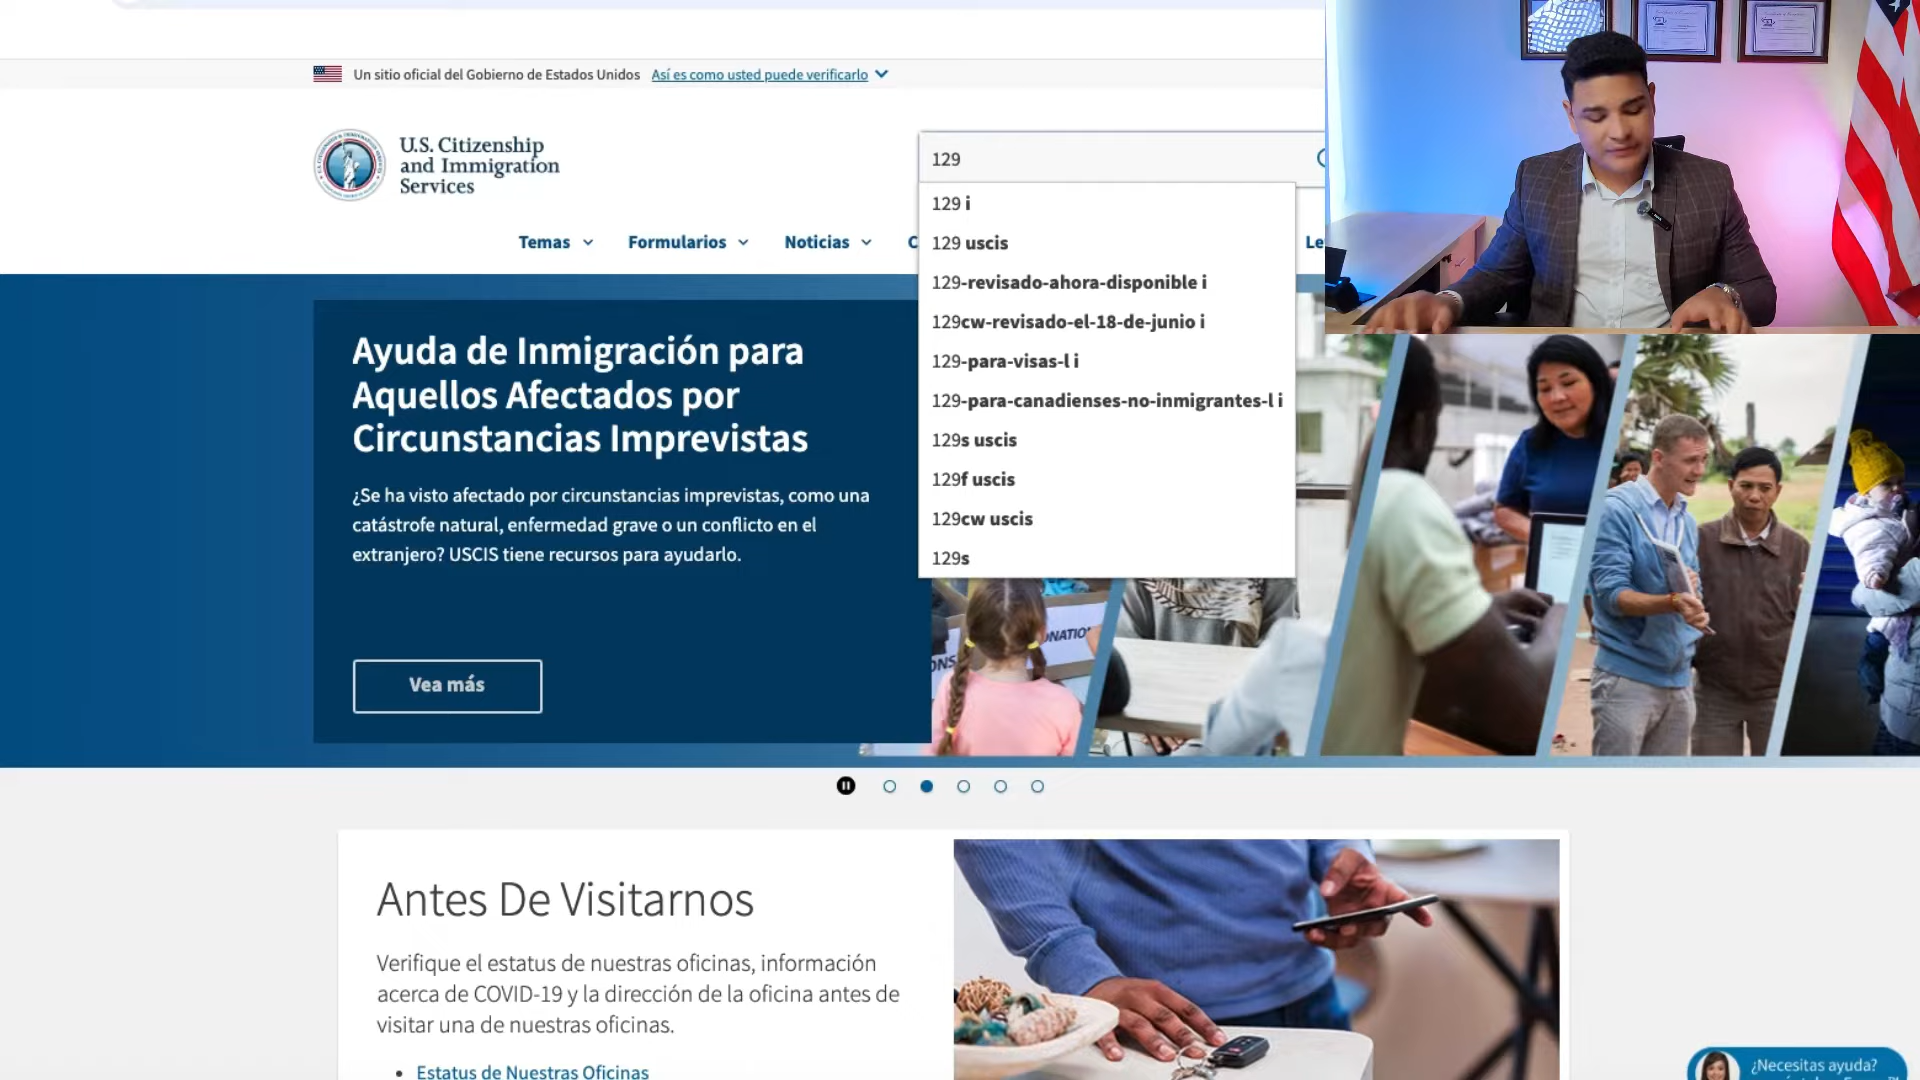 Un sitio oficial del Gobierno de Estados Unidos Así es como usted puede verificarlo
U.S. Citizenship
and Immigration
Services
129
Temas
Formularios
Noticias
C
Le
129 i
129 uscis
129-revisado-ahora-disponible i
129cw-revisado-el-18-de-junio i
129-para-visas-l i
129-para-canadienses-no-inmigrantes-l i
129s uscis
129f uscis
129cw uscis
129s
Ayuda de Inmigración para
Aquellos Afectados por
Circunstancias Imprevistas
¿Se ha visto afectado por circunstancias imprevistas, como una
catástrofe natural, enfermedad grave o un conflicto en el
extranjero? USCIS tiene recursos para ayudarlo.
Vea más
Antes De Visitarnos
Verifique el estatus de nuestras oficinas, información
acerca de COVID-19 y la dirección de la oficina antes de
visitar una de nuestras oficinas.
• Estatus de Nuestras Oficinas
¿Necesitas ayuda?